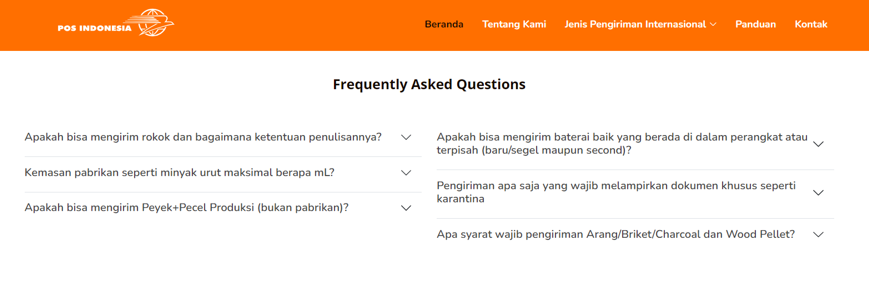 POS INDONESIA
Beranda
Tentang Kami
Jenis Pengiriman Internasional
Panduan
Kontak
Frequently Asked Questions
Apakah bisa mengirim rokok dan bagaimana ketentuan penulisannya?
Kemasan pabrikan seperti minyak urut maksimal berapa mL?
Apakah bisa mengirim Peyek+Pecel Produksi (bukan pabrikan)?
Apakah bisa mengirim baterai baik yang berada di dalam perangkat atau
terpisah (baru/segel maupun second)?
Pengiriman apa saja yang wajib melampirkan dokumen khusus seperti
karantina
Apa syarat wajib pengiriman Arang/Briket/Charcoal dan Wood Pellet?